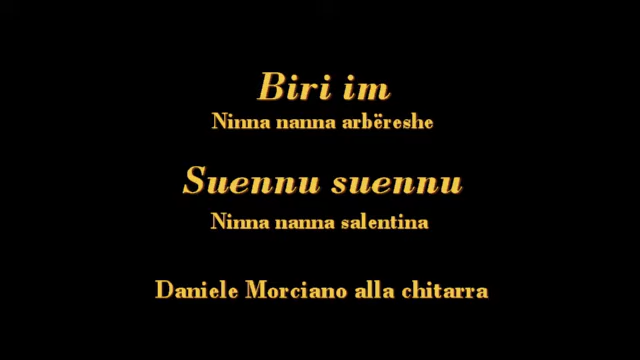 Biri im
Ninna nanna arbëreshe
Suennu suennu
Ninna nanna salentina
Daniele Morciano alla chitarra